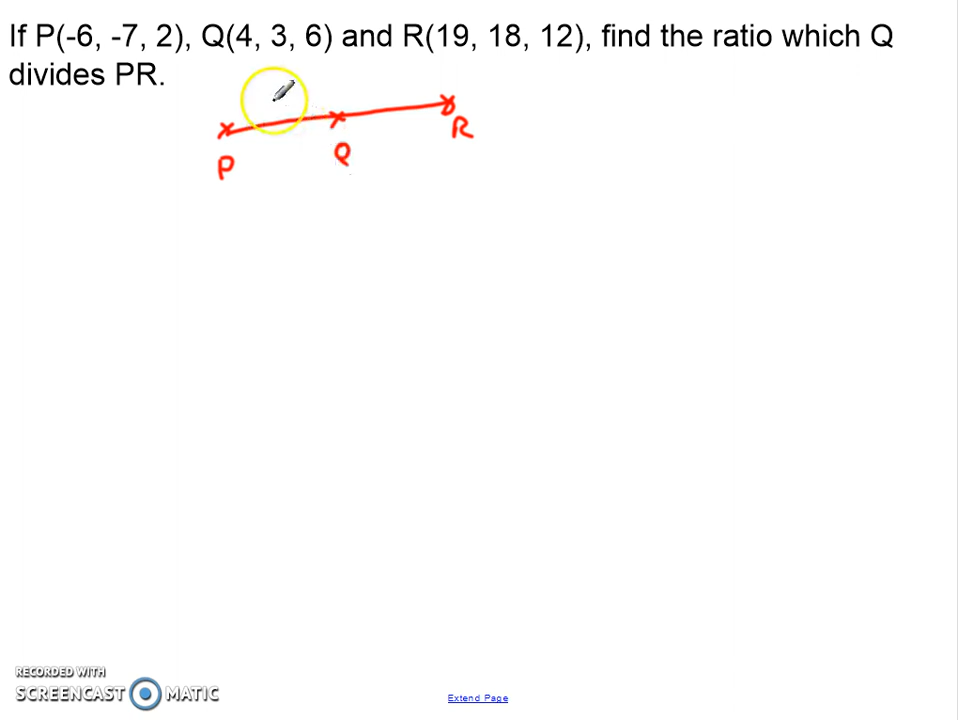 If P(-6, -7, 2), Q(4, 3, 6) and R(19, 18, 12), find the ratio which Q
divides PR.
P Q R
RECORDED WITH
SCREENCAST MATIC
Extend Page